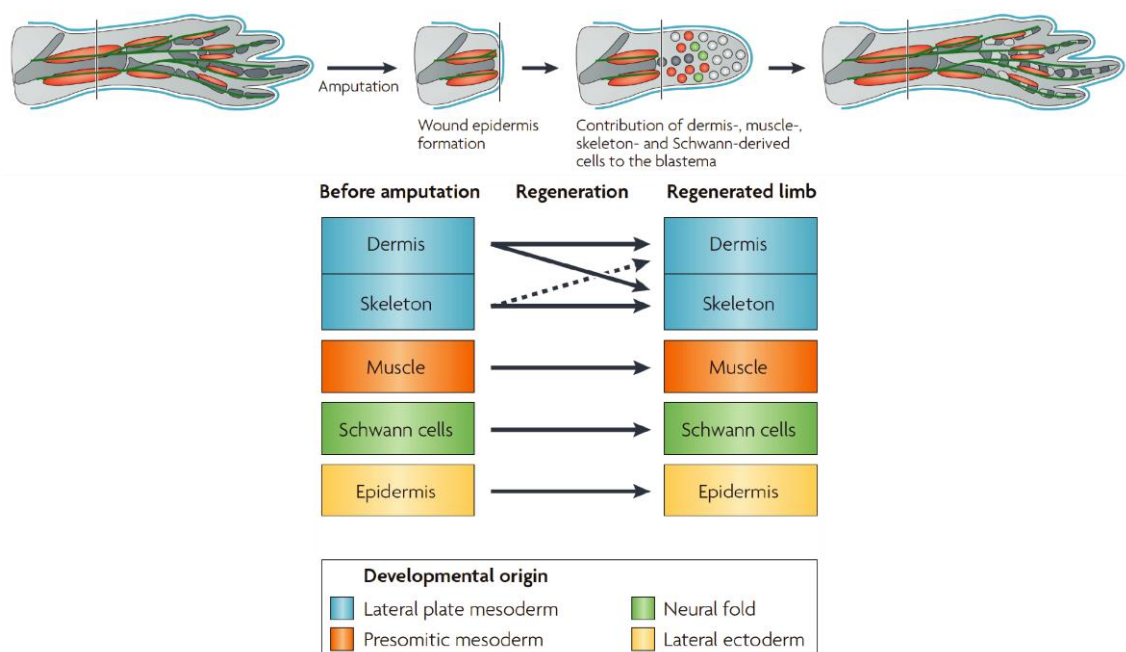 Amputation
Wound epidermis
formation
Contribution of dermis-, muscle-,
skeleton- and Schwann-derived
cells to the blastema
Before amputation Regeneration Regenerated limb
Dermis Dermis
Skeleton Skeleton
Muscle Muscle
Schwann cells Schwann cells
Epidermis Epidermis
Developmental origin
Lateral plate mesoderm Neural fold
Presomitic mesoderm Lateral ectoderm